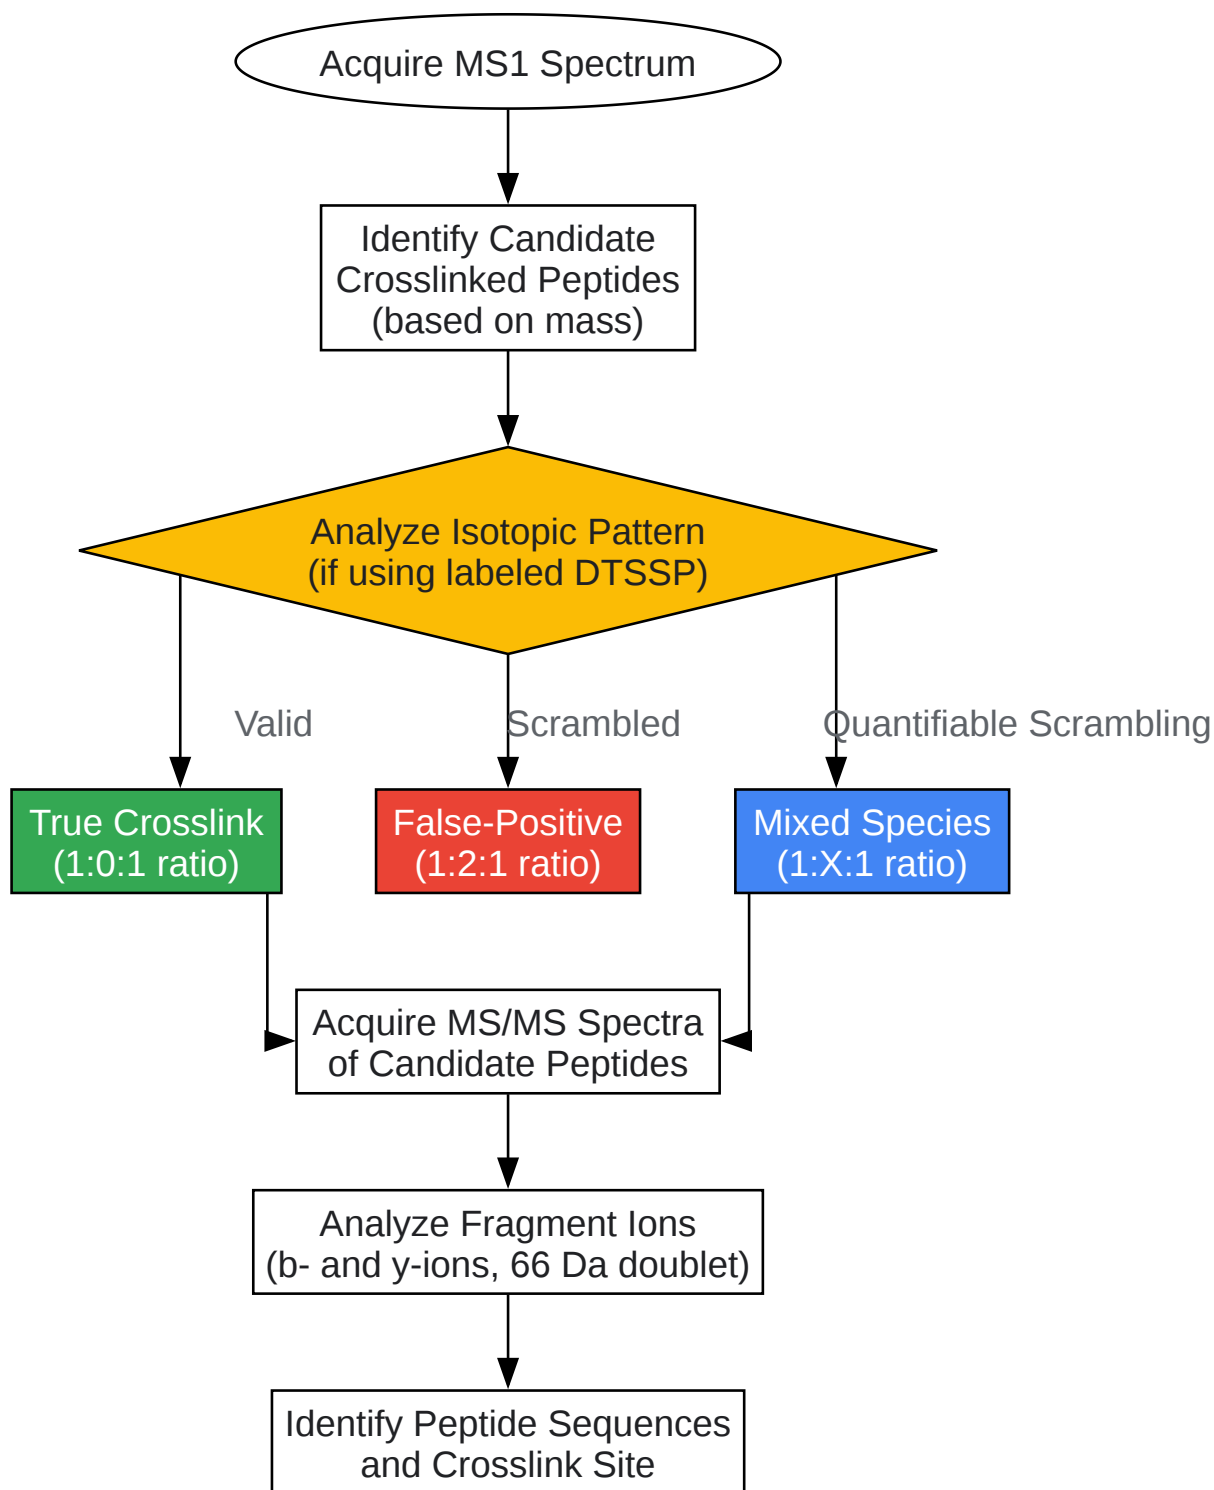 Acquire MS1 Spectrum
Identify Candidate
Crosslinked Peptides
(based on mass)
Analyze Isotopic Pattern
(if using labeled DTSSP)
Valid
Scrambled
Quantifiable Scrambling
True Crosslink
(1:0:1 ratio)
False-Positive
(1:2:1 ratio)
Mixed Species
(1:X:1 ratio)
Acquire MS/MS Spectra
of Candidate Peptides
Analyze Fragment Ions
(b- and y-ions, 66 Da doublet)
Identify Peptide Sequences
and Crosslink Site